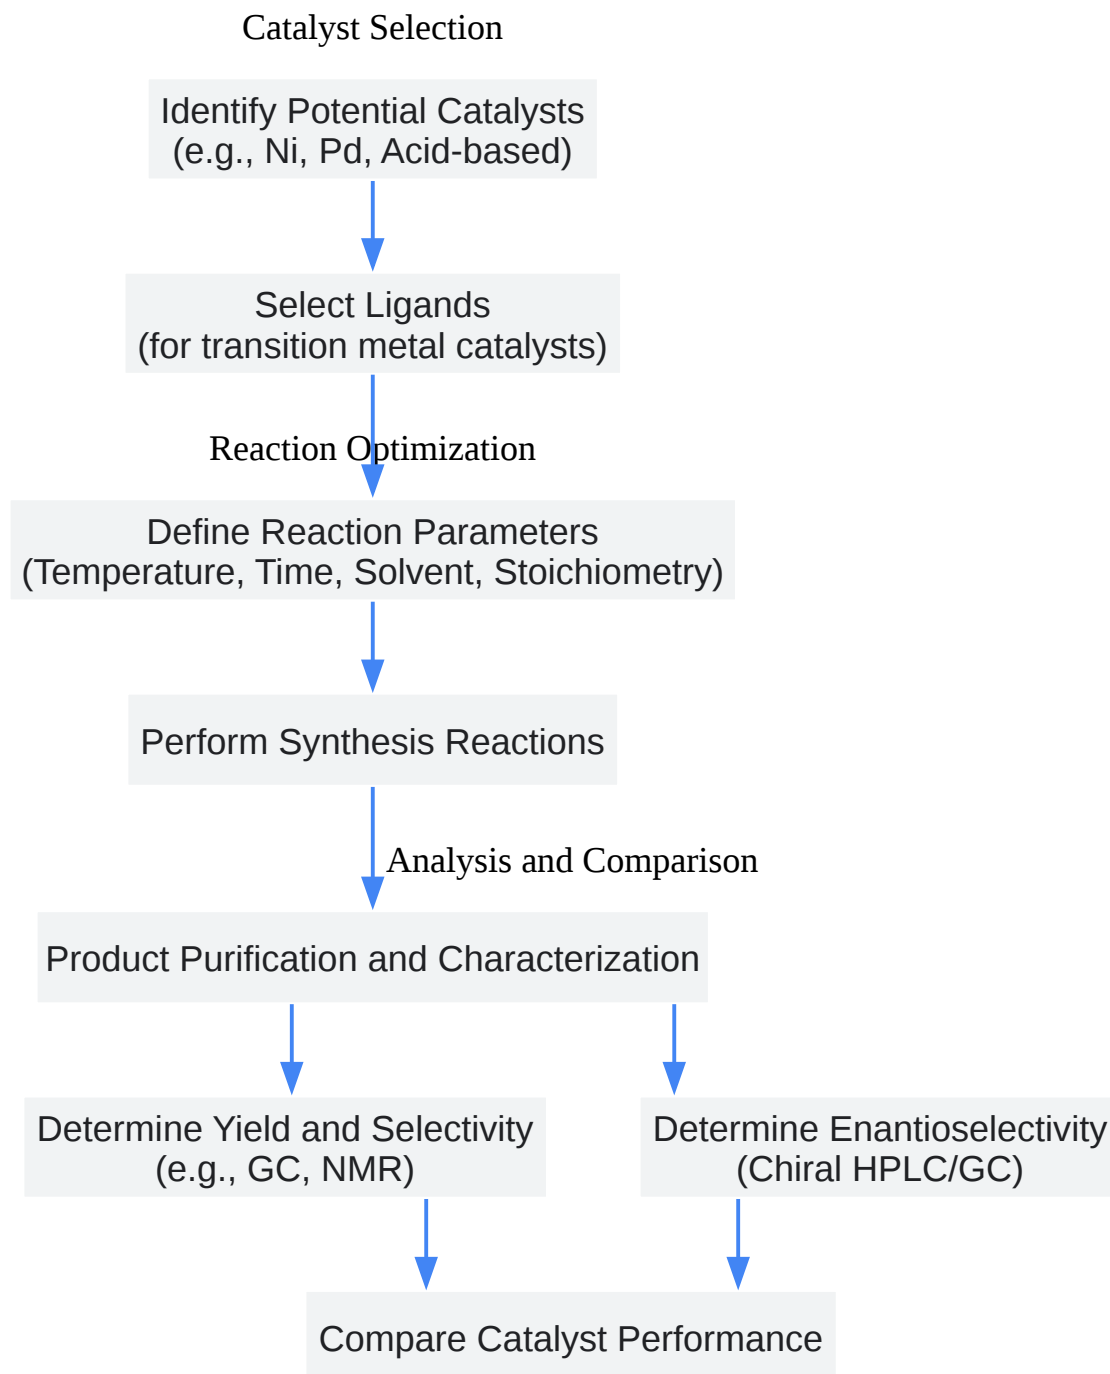 Catalyst Selection
Identify Potential Catalysts
(e.g., Ni, Pd, Acid-based)
Select Ligands
(for transition metal catalysts)
Reaction Optimization
Define Reaction Parameters
(Temperature, Time, Solvent, Stoichiometry)
Perform Synthesis Reactions
Analysis and Comparison
Product Purification and Characterization
Determine Yield and Selectivity
(e.g., GC, NMR)
Determine Enantioselectivity
(Chiral HPLC/GC)
Compare Catalyst Performance